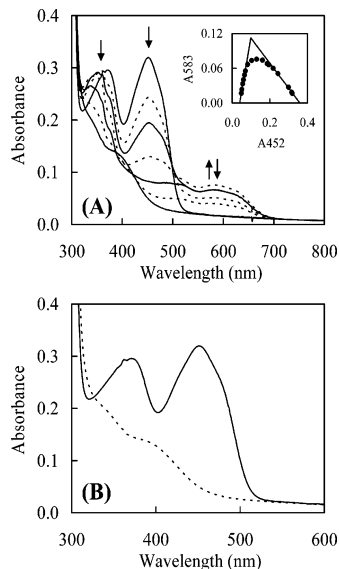 0.4
0.3
0.2
0.1
0.0
Absorbance
300 400 500 600 700 800
Wavelength (nm)
(A)
0.12
0.06
0.00
A583
0.0 0.2 0.4
A452
0.4
0.3
0.2
0.1
0.0
Absorbance
300 400 500 600
Wavelength (nm)
(B)